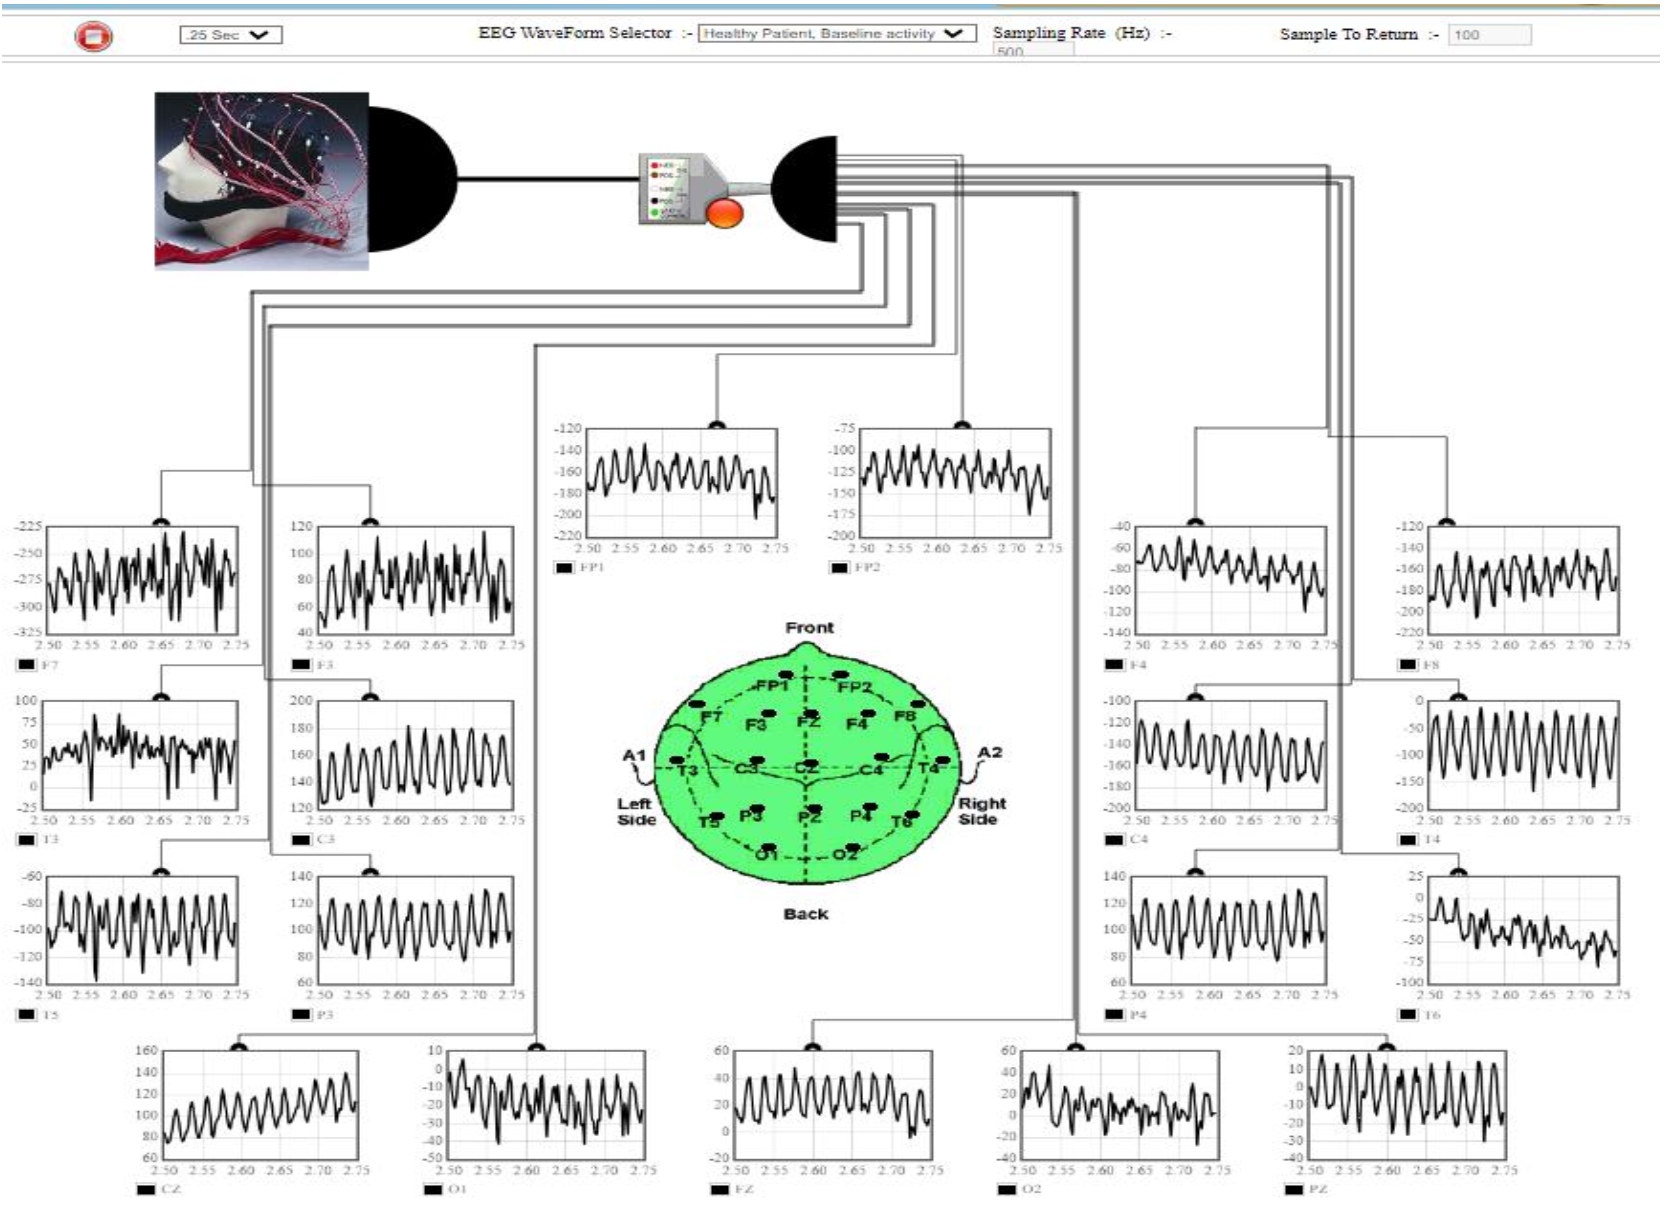 .25 Sec EEG WaveForm Selector :- Healthy Patient, Baseline activity Sampling Rate (Hz) :- Sample To Return :- 100
500
-120
-140
-160
-180
-200
-220
2.50 2.55 2.60 2.65 2.70 2.75
FP1
-75
-100
-125
-150
-175
-200
2.50 2.55 2.60 2.65 2.70 2.75
FP2
-225
-250
-275
-300
-325
2.50 2.55 2.60 2.65 2.70 2.75
F7
120
100
80
60
40
2.50 2.55 2.60 2.65 2.70 2.75
F3
-40
-60
-80
-100
-120
-140
2.50 2.55 2.60 2.65 2.70 2.75
F4
-120
-140
-160
-180
-200
-220
2.50 2.55 2.60 2.65 2.70 2.75
F8
100
75
50
25
0
-25
2.50 2.55 2.60 2.65 2.70 2.75
T3
200
180
160
140
120
2.50 2.55 2.60 2.65 2.70 2.75
C3
Front
FP1 FP2
F7 F3 FZ F4 F8
A1 A2
T3 C3 CZ C4 T4
Left Side
Right Side
T5 P3 PZ P4 T6
O1 O2
Back
-100
-120
-140
-160
-180
-200
2.50 2.55 2.60 2.65 2.70 2.75
C4
0
-50
-100
-150
-200
2.50 2.55 2.60 2.65 2.70 2.75
T4
-60
-80
-100
-120
-140
2.50 2.55 2.60 2.65 2.70 2.75
T5
140
120
100
80
60
2.50 2.55 2.60 2.65 2.70 2.75
P3
140
120
100
80
60
2.50 2.55 2.60 2.65 2.70 2.75
P4
25
0
-25
-50
-75
-100
2.50 2.55 2.60 2.65 2.70 2.75
T6
160
140
120
100
80
60
2.50 2.55 2.60 2.65 2.70 2.75
CZ
10
0
-10
-20
-30
-40
-50
2.50 2.55 2.60 2.65 2.70 2.75
O1
60
40
20
0
-20
2.50 2.55 2.60 2.65 2.70 2.75
FZ
60
40
20
0
-20
-40
2.50 2.55 2.60 2.65 2.70 2.75
O2
20
10
0
-10
-20
-30
-40
2.50 2.55 2.60 2.65 2.70 2.75
PZ